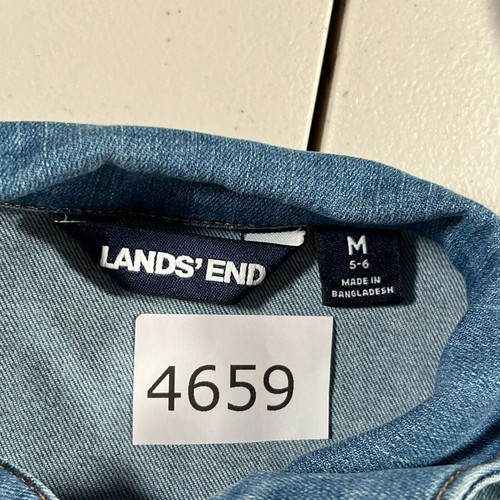 LANDS' END
M
5-6
MADE IN
BANGLADESH
4659